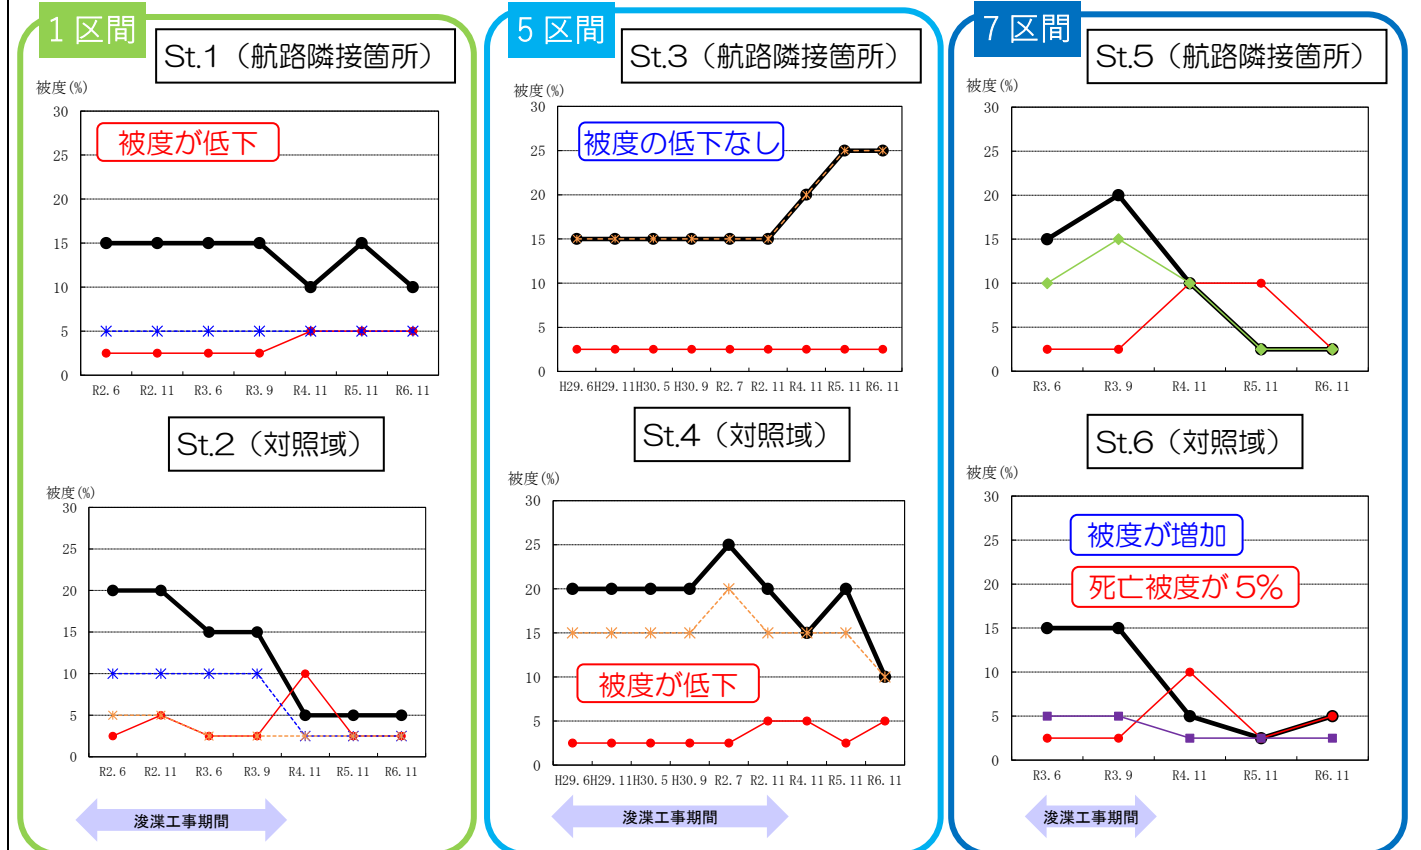 1 区間
St.1（航路隣接箇所）
被度(%)
被度が低下
30
25
20
15
10
5
0
R2. 6 R2. 11 R3. 6 R3. 9 R4. 11 R5. 11 R6. 11
St.2（対照域）
被度(%)
30
25
20
15
10
5
0
R2. 6 R2. 11 R3. 6 R3. 9 R4. 11 R5. 11 R6. 11
浚渫工事期間
5 区間
St.3（航路隣接箇所）
被度(%)
被度の低下なし
30
25
20
15
10
5
0
H29. 6 H29. 11 H30. 5 H30. 9 R2. 7 R2. 11 R4. 11 R5. 11 R6. 11
St.4（対照域）
被度(%)
30
25
20
15
10
5
0
被度が低下
H29. 6 H29. 11 H30. 5 H30. 9 R2. 7 R2. 11 R4. 11 R5. 11 R6. 11
浚渫工事期間
7 区間
St.5（航路隣接箇所）
被度(%)
30
25
20
15
10
5
0
R3. 6 R3. 9 R4. 11 R5. 11 R6. 11
St.6（対照域）
被度(%)
30
25
20
15
10
5
0
被度が増加
死亡被度が 5%
R3. 6 R3. 9 R4. 11 R5. 11 R6. 11
浚渫工事期間